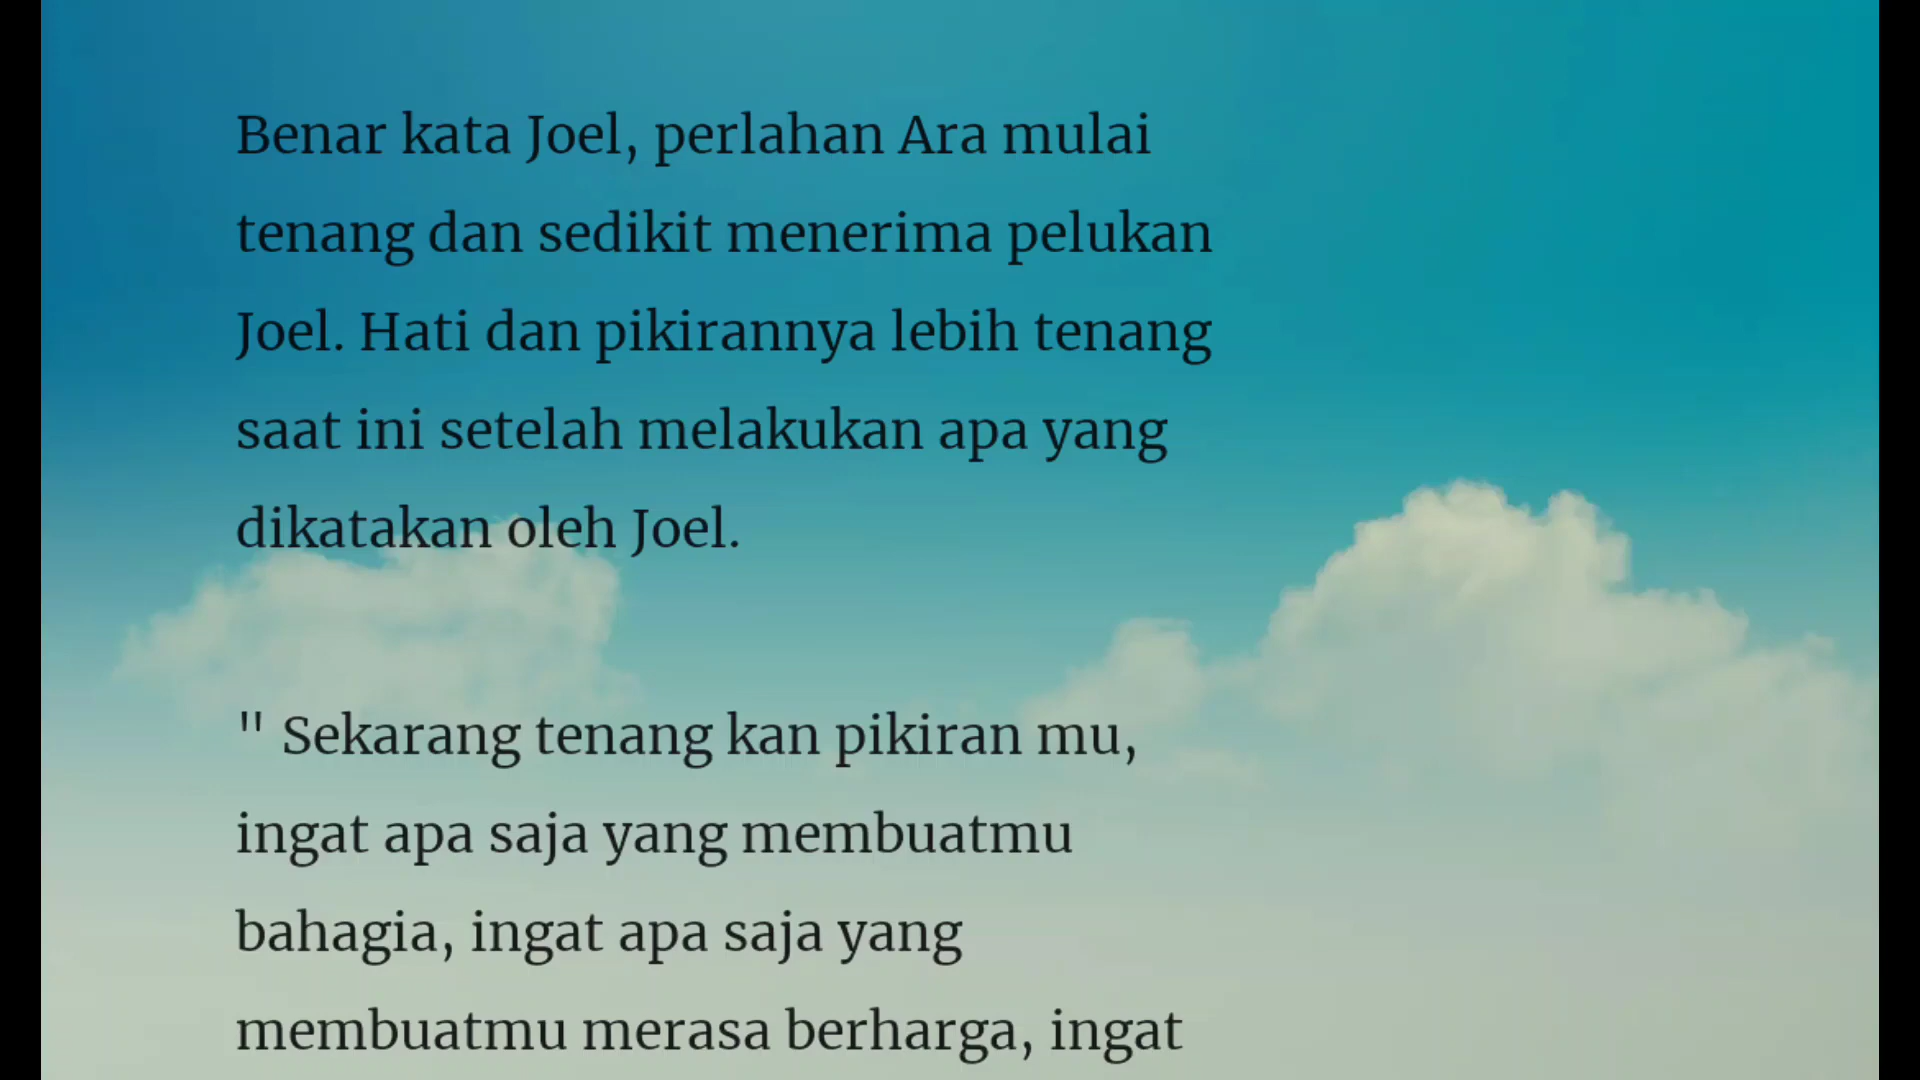 Benar kata Joel, perlahan Ara mulai
tenang dan sedikit menerima pelukan
Joel. Hati dan pikirannya lebih tenang
saat ini setelah melakukan apa yang
dikatakan oleh Joel.
" Sekarang tenang kan pikiran mu,
ingat apa saja yang membuatmu
bahagia, ingat apa saja yang
membuatmu merasa berharga, ingat